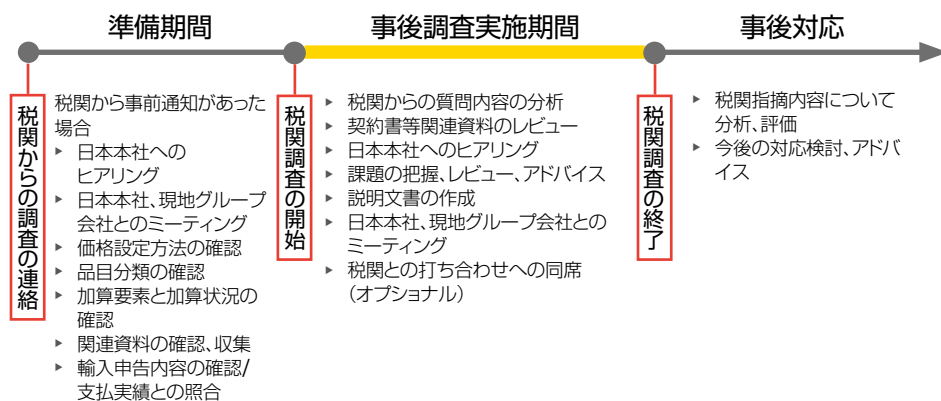 準備期間
事後調査実施期間
事後対応
税関からの調査の連絡
税関から事前通知があった
場合
▶ 日本本社への
ヒアリング
▶ 日本本社、現地グループ
会社とのミーティング
▶ 価格設定方法の確認
▶ 品目分類の確認
▶ 加算要素と加算状況の
確認
▶ 関連資料の確認、収集
▶ 輸入申告内容の確認/
支払実績との照合
税関調査の開始
▶ 税関からの質問内容の分析
▶ 契約書等関連資料のレビュー
▶ 日本本社へのヒアリング
▶ 課題の把握、レビュー、アドバイス
▶ 説明文書の作成
▶ 日本本社、現地グループ会社との
ミーティング
▶ 税関との打ち合わせへの同席
(オプショナル)
税関調査の終了
▶ 税関指摘内容について
分析、評価
▶ 今後の対応検討、アドバ
イス